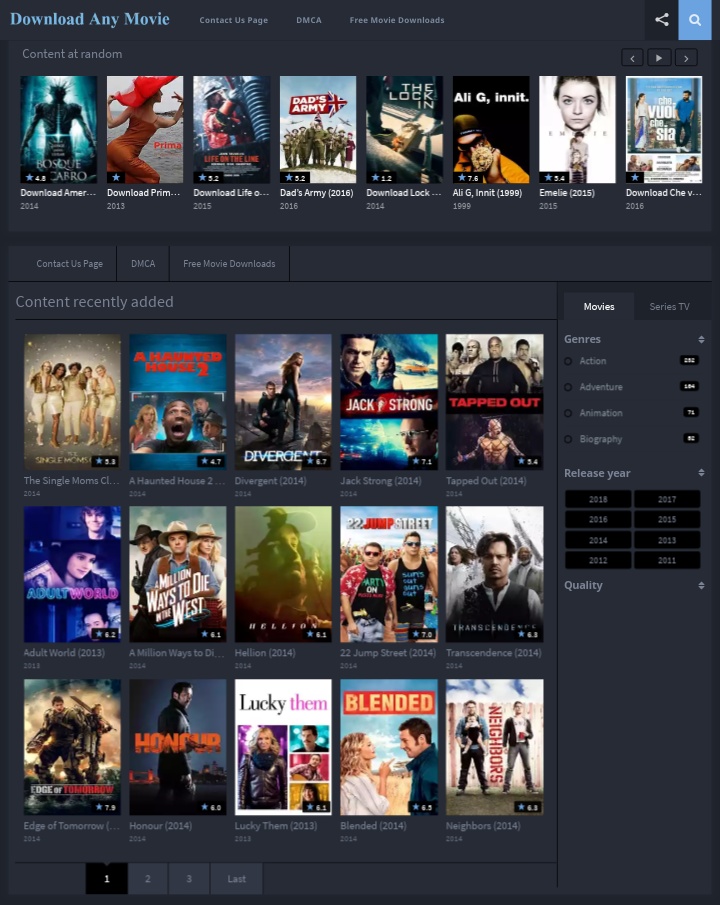 Download Any Movie
Contact Us Page DMCA Free Movie Downloads
Content at random
BOSQUE
CABRO
Prima
LIFE ON THE LINE
DAD'S
ARMY
THE
LOCK
IN
Ali G, innit.
EMELIE
che
vuoi
che
sia
4.8 5.2 5.2 1.2 7.6 5.4
Download Amer... Download Prim... Download Life o... Dad's Army (2016) Download Lock ... Ali G, Innit (1999) Emelie (2015) Download Che v...
2014 2013 2015 2016 2014 1999 2015 2016
Contact Us Page DMCA Free Movie Downloads
Content recently added
SINGLE MOMS
A HAUNTED
HOUSE 2
DIVERGENT
JACK STRONG
TAPPED OUT
5.3 4.7 6.7 7.1 5.4
The Single Moms Cl... A Haunted House 2 ... Divergent (2014) Jack Strong (2014) Tapped Out (2014)
2014 2014 2014 2014 2014
ADULT WORLD
A MILLION
WAYS TO DIE
IN THE WEST
HELLION
22 JUMP STREET
PARTY
ON
TRANSCENDENCE
6.2 6.1 6.1 7.0 6.3
Adult World (2013) A Million Ways to Di... Hellion (2014) 22 Jump Street (2014) Transcendence (2014)
2013 2014 2014 2014 2014
EDGE OF TOMORROW
HONOUR
Lucky them
BLENDED
NEIGHBORS
7.9 6.0 6.1 6.5 6.3
Edge of Tomorrow (... Honour (2014) Lucky Them (2013) Blended (2014) Neighbors (2014)
2014 2014 2013 2014 2014
1 2 3 Last
Movies Series TV
Genres
Action 252
Adventure 184
Animation 71
Biography 52
Release year
2018 2017
2016 2015
2014 2013
2012 2011
Quality